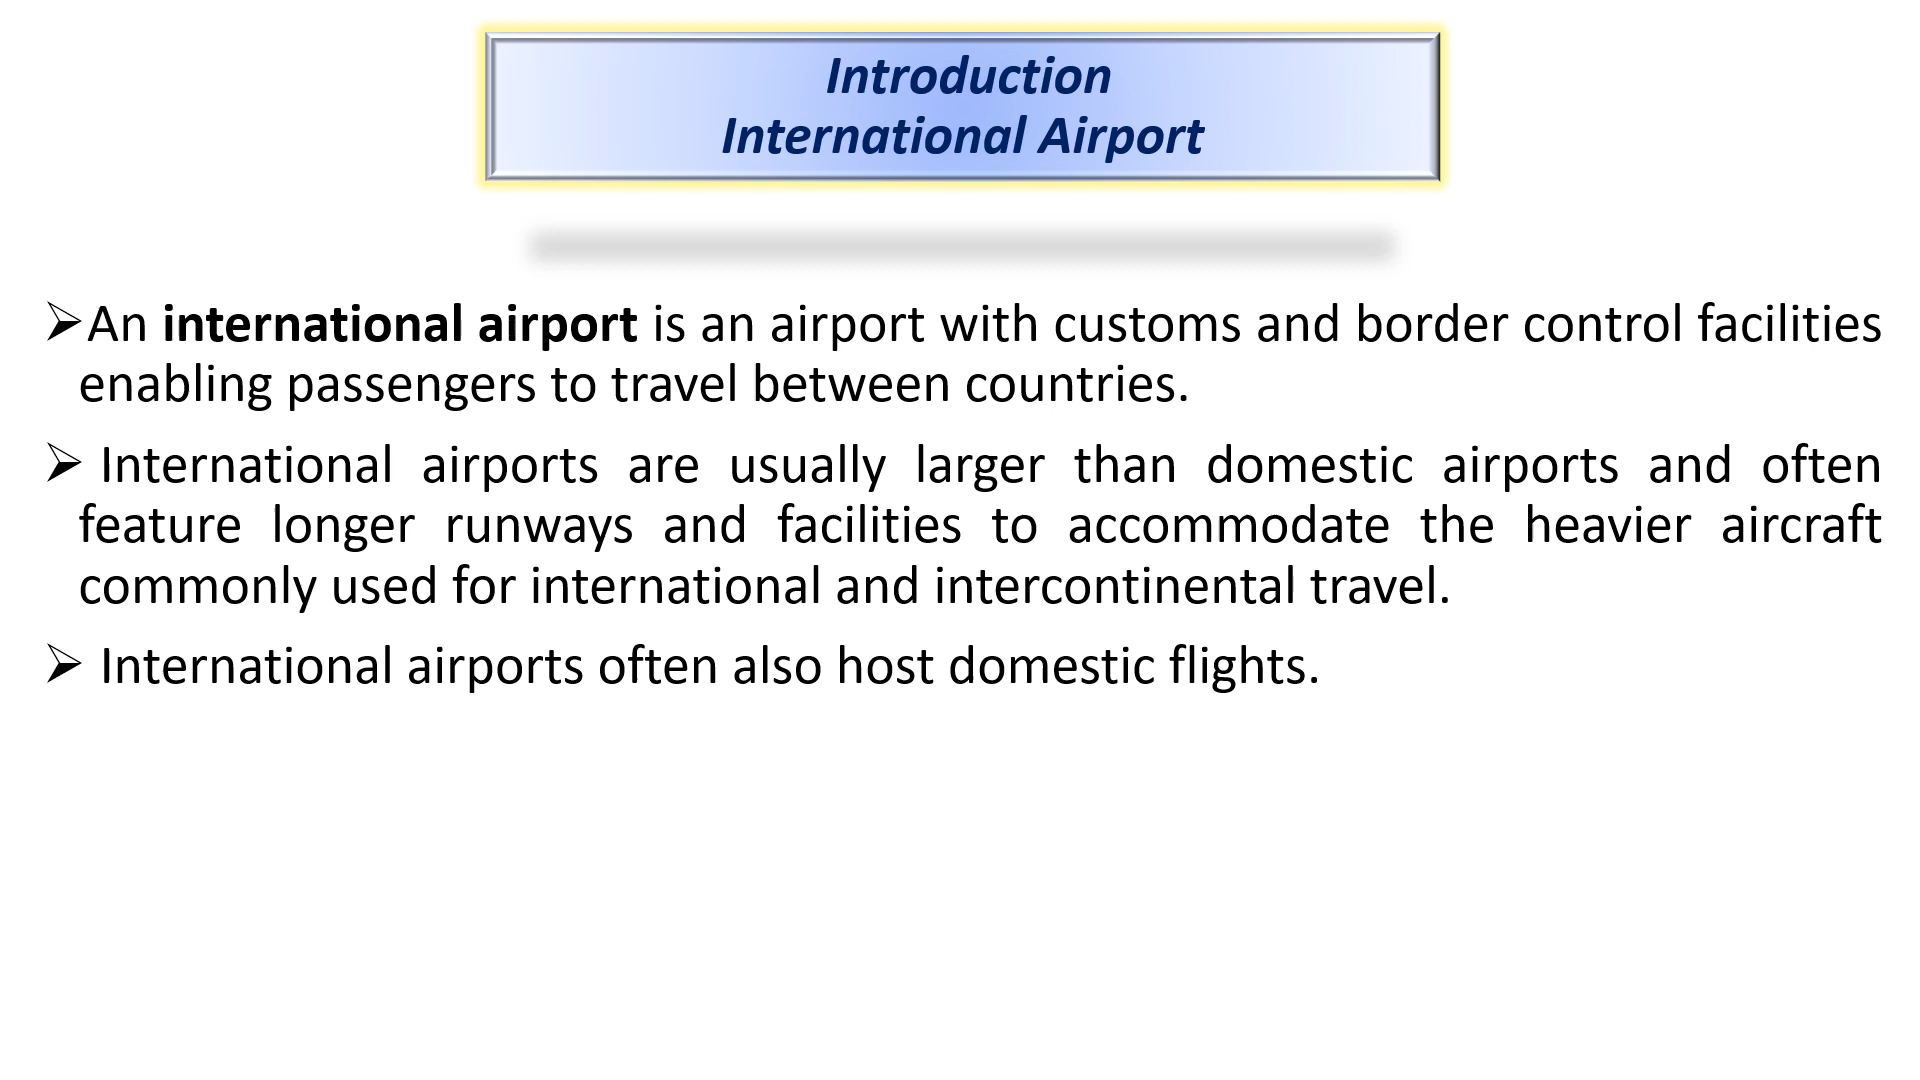 Introduction
International Airport
➢An international airport is an airport with customs and border control facilities
enabling passengers to travel between countries.
➢ International airports are usually larger than domestic airports and often
feature longer runways and facilities to accommodate the heavier aircraft
commonly used for international and intercontinental travel.
➢ International airports often also host domestic flights.